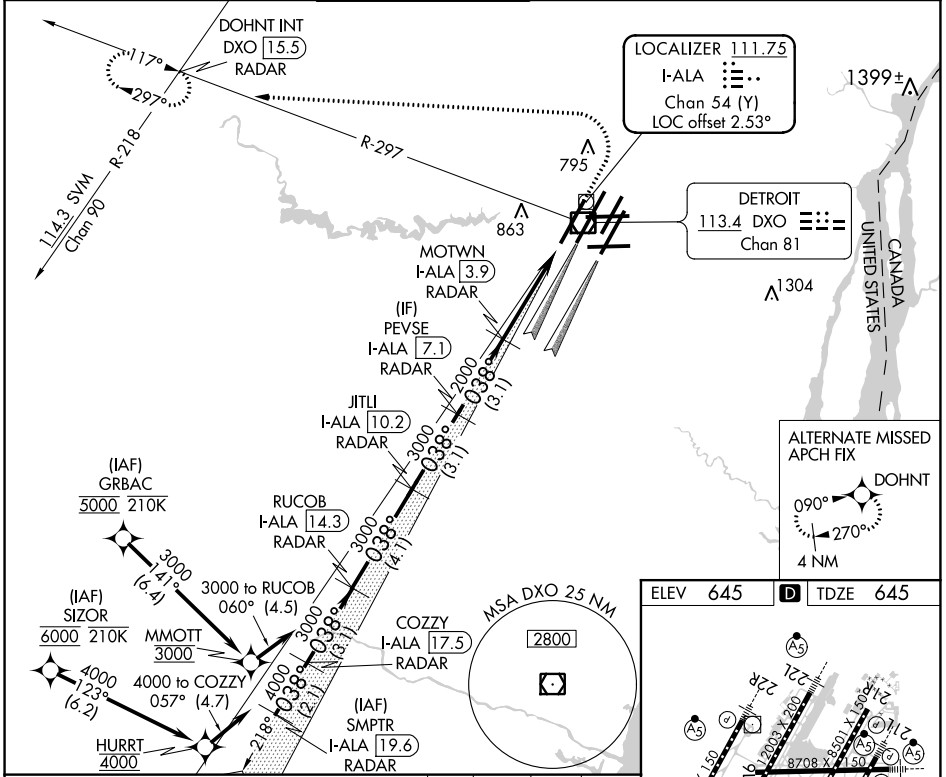 DOHNT INT
DXO 15.5
RADAR
117°
297°
R-297
114.3 SVM
Chan 90
R-218
LOCALIZER 111.75
I-ALA
Chan 54 (Y)
LOC offset 2.53°
1399±
795
863
DETROIT
113.4 DXO
Chan 81
CANADA
UNITED STATES
1304
MOTWN
I-ALA 3.9
RADAR
(IF)
PEVSE
I-ALA 7.1
RADAR
2000
038°
(3.1)
JITLI
I-ALA 10.2
RADAR
3000
038°
(3.1)
RUCOB
I-ALA 14.3
RADAR
3000
038°
(4.1)
(IAF)
GRBAC
5000 210K
3000
141°
(6.4)
3000 to RUCOB
060° (4.5)
MMOTT
3000
3000
038°
(3.1)
COZZY
I-ALA 17.5
RADAR
(IAF)
SIZOR
6000 210K
4000
123°
(6.2)
4000 to COZZY
057° (4.7)
HURRT
4000
4000
038°
(2.1)
218°
(IAF)
SMPTR
I-ALA 19.6
RADAR
MSA DXO 25 NM
2800
ALTERNATE MISSED
APCH FIX
DOHNT
090°
270°
4 NM
ELEV 645
D
TDZE 645
A5
22R
22L
12003 X 200
8501 X 150
21R
21L
P
P
P
A5
A5
A5
8708 X 150
150